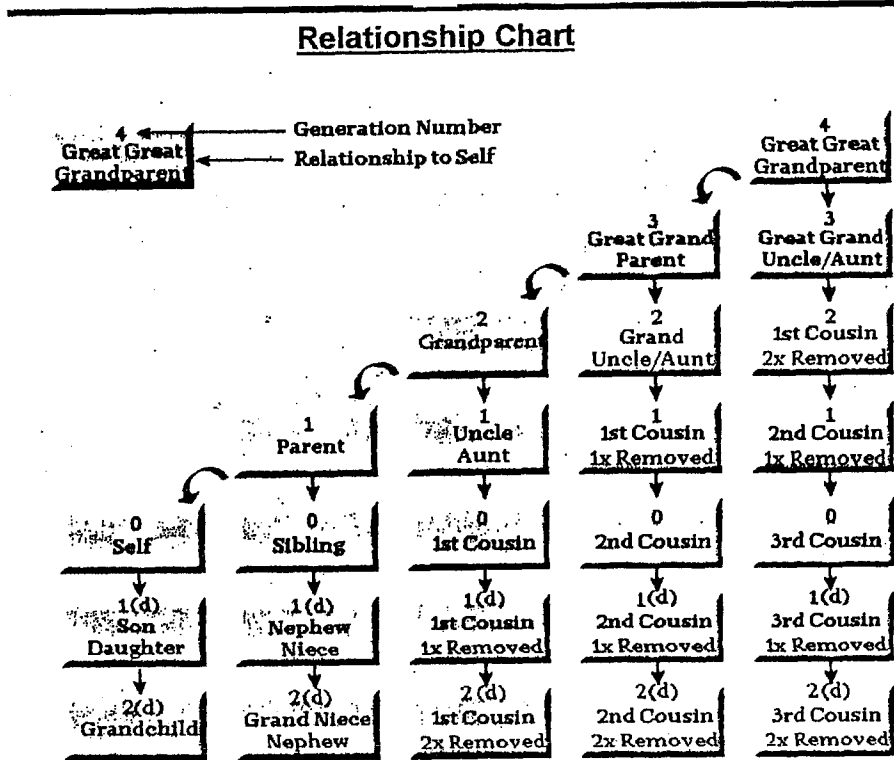 Relationship Chart
4
Great Great
Grandparent
Generation Number
Relationship to Self
4
Great Great
Grandparent
3
Great Grand
Parent
3
Great Grand
Uncle/Aunt
2
Grandparent
2
Grand
Uncle/Aunt
2
1st Cousin
2x Removed
1
Parent
1
Uncle
Aunt
1
1st Cousin
1x Removed
1
2nd Cousin
1x Removed
0
Self
0
Sibling
0
1st Cousin
0
2nd Cousin
0
3rd Cousin
1(d)
Son
Daughter
1(d)
Nephew
Niece
1(d)
1st Cousin
1x Removed
1(d)
2nd Cousin
1x Removed
1(d)
3rd Cousin
1x Removed
2(d)
Grandchild
2(d)
Grand Niece
Nephew
2(d)
1st Cousin
2x Removed
2(d)
2nd Cousin
2x Removed
2(d)
3rd Cousin
2x Removed